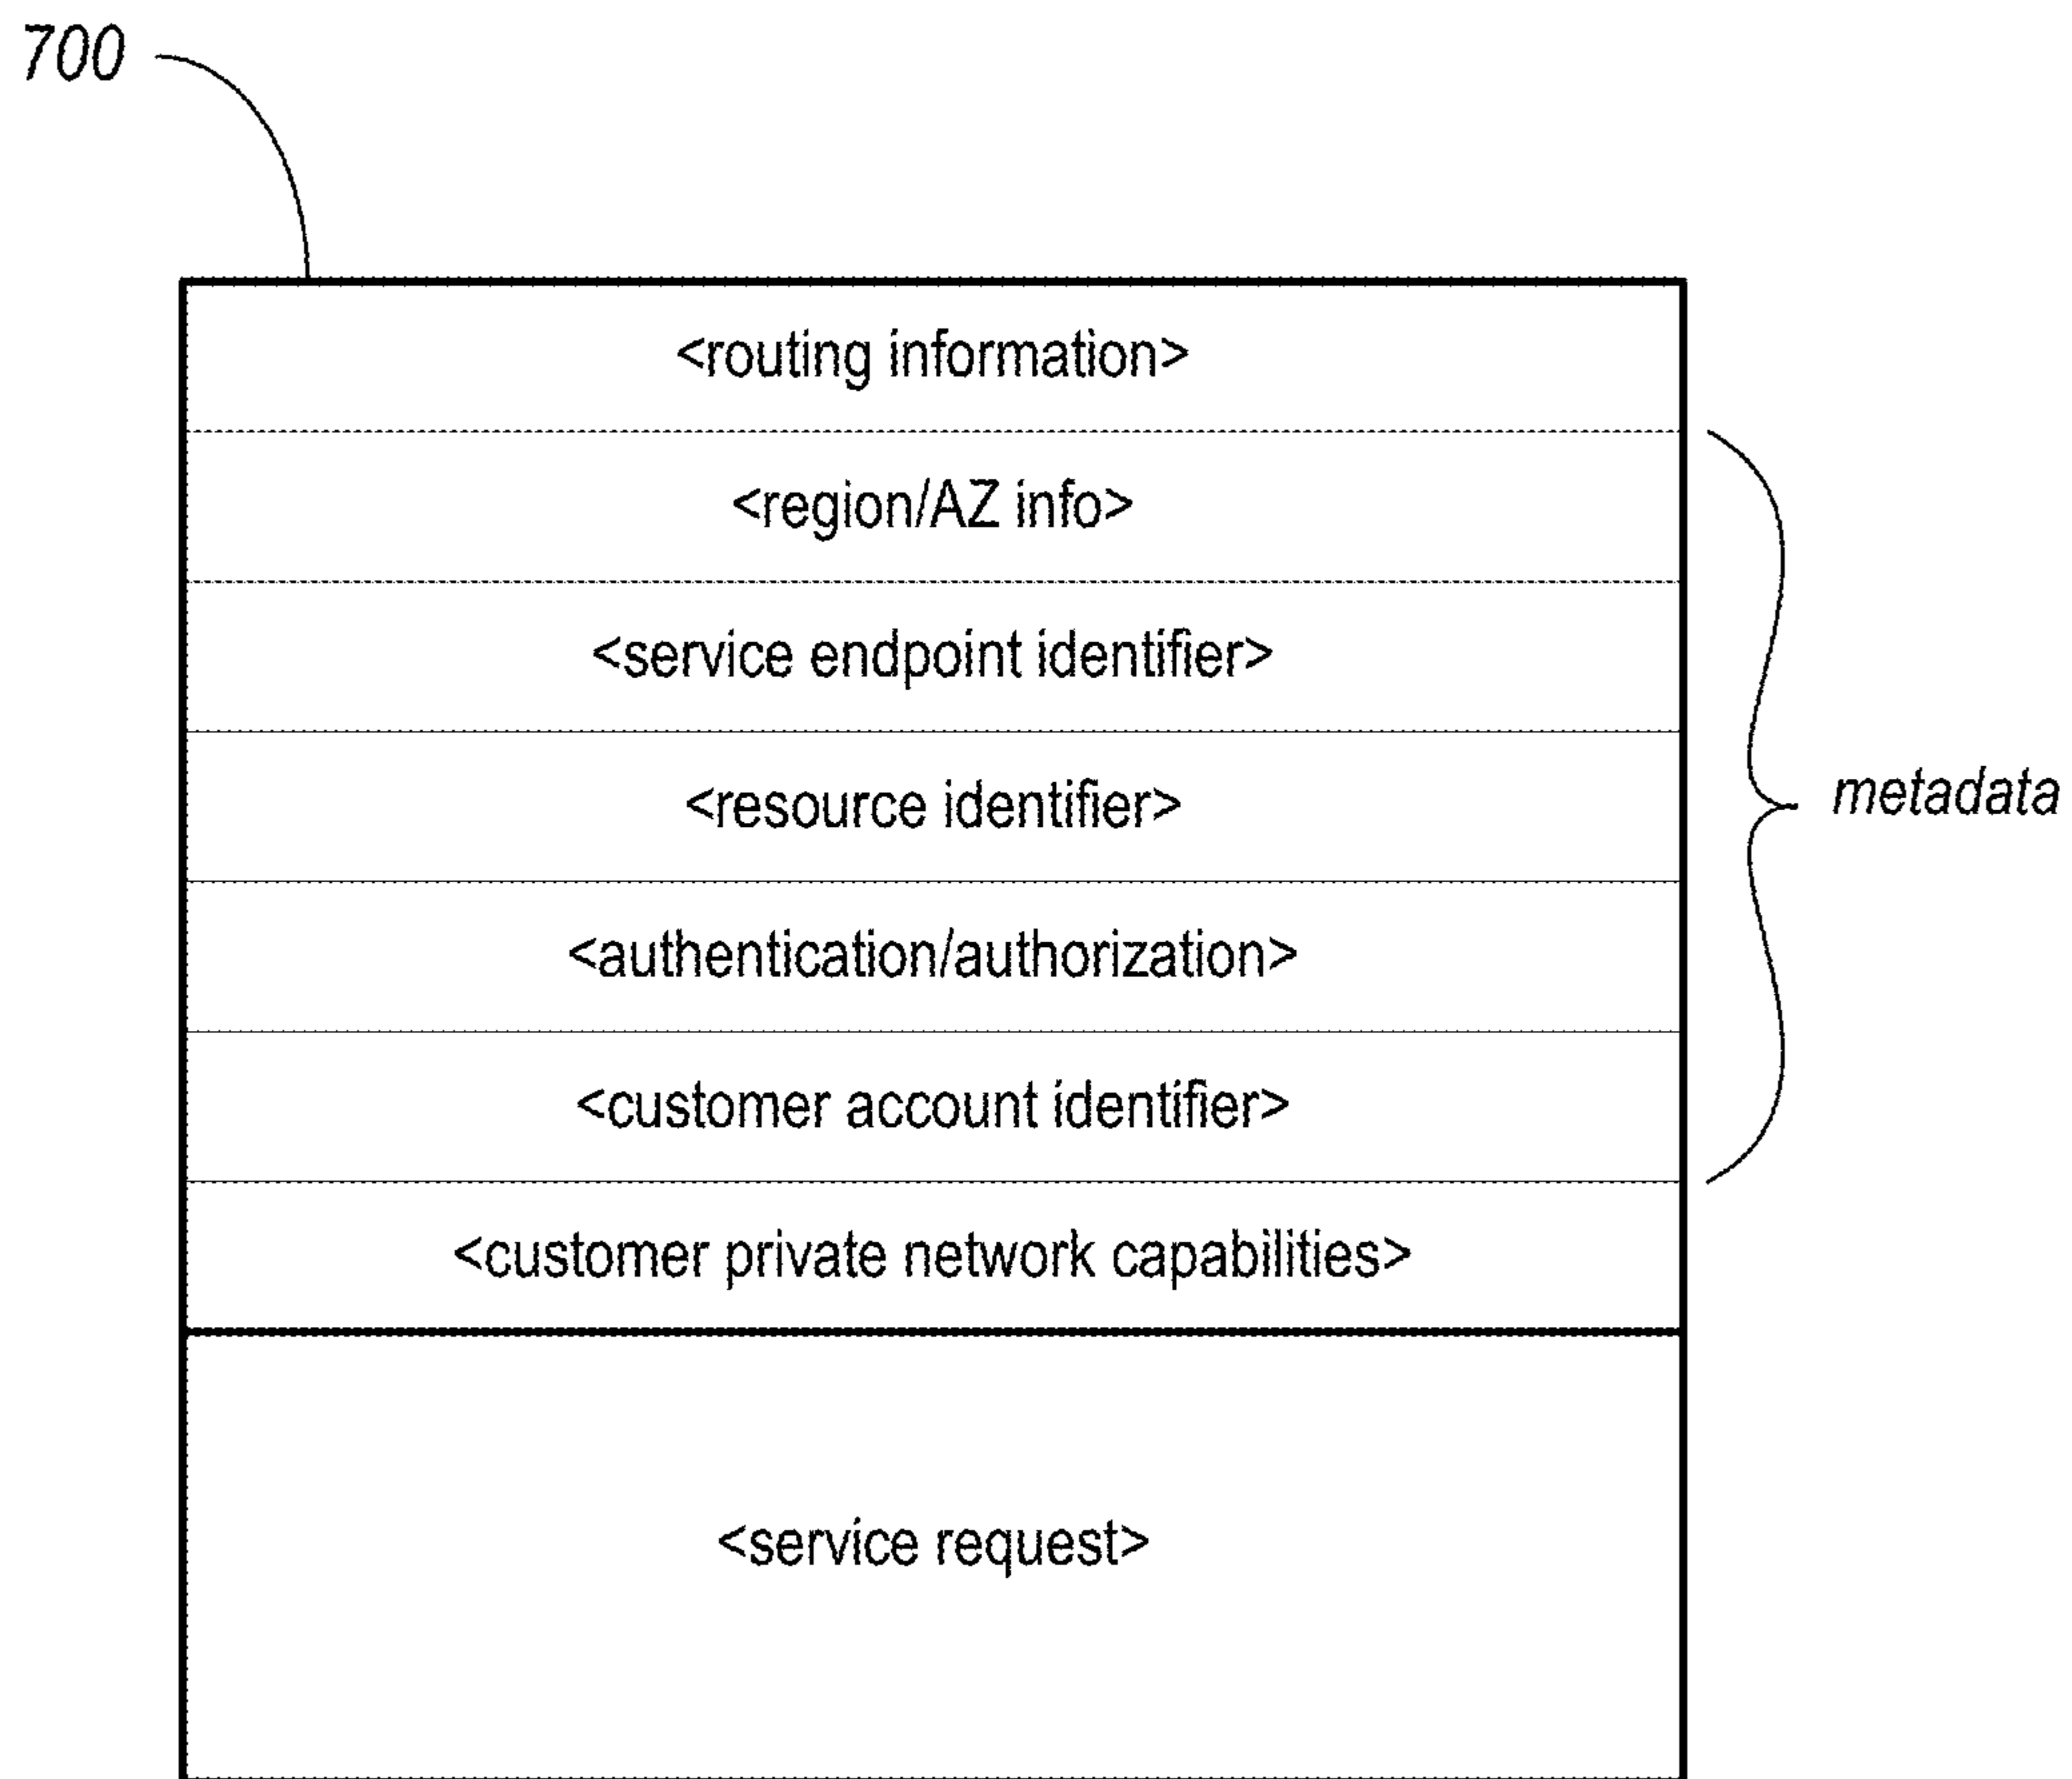 700
<routing information>
<region/AZ info>
<service endpoint identifier>
<resource identifier>
metadata
<authentication/authorization>
<customer account identifier>
<customer private network capabilities>
<service request>